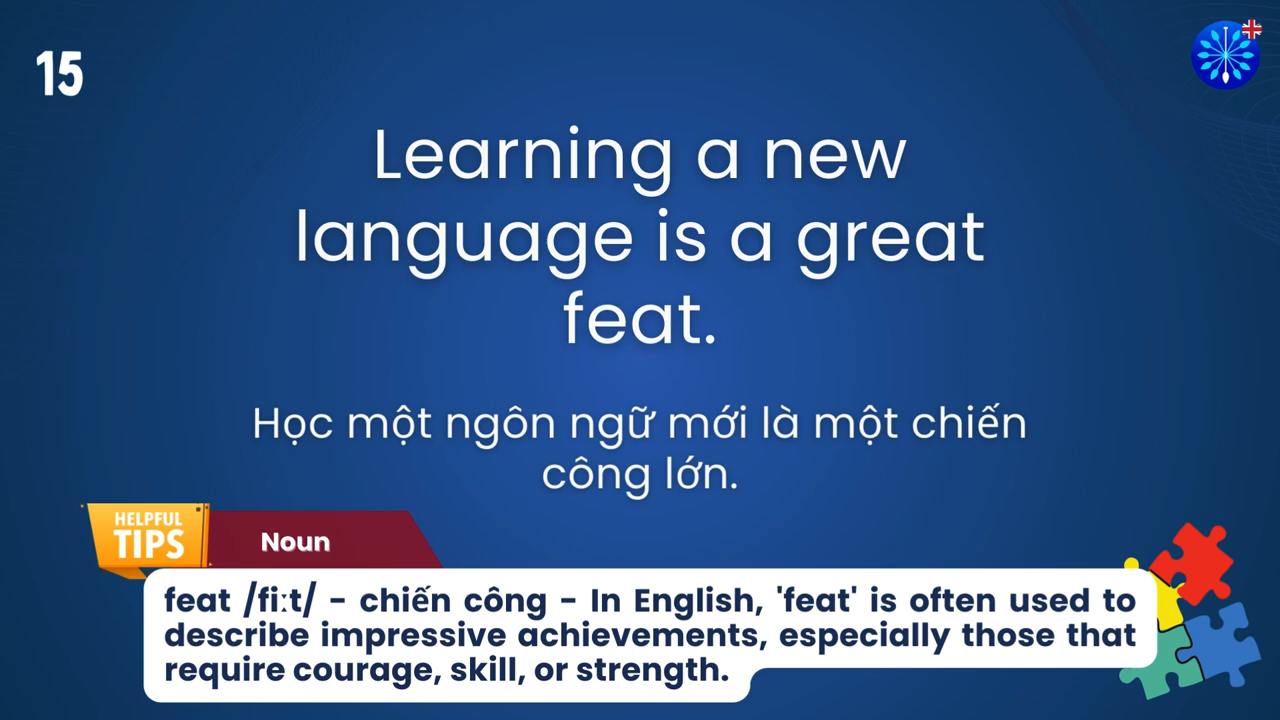 15
Learning a new
language is a great
feat.
Học một ngôn ngữ mới là một chiến
công lớn.
HELPFUL
TIPS
Noun
feat /fiːt/ - chiến công - In English, 'feat' is often used to
describe impressive achievements, especially those that
require courage, skill, or strength.